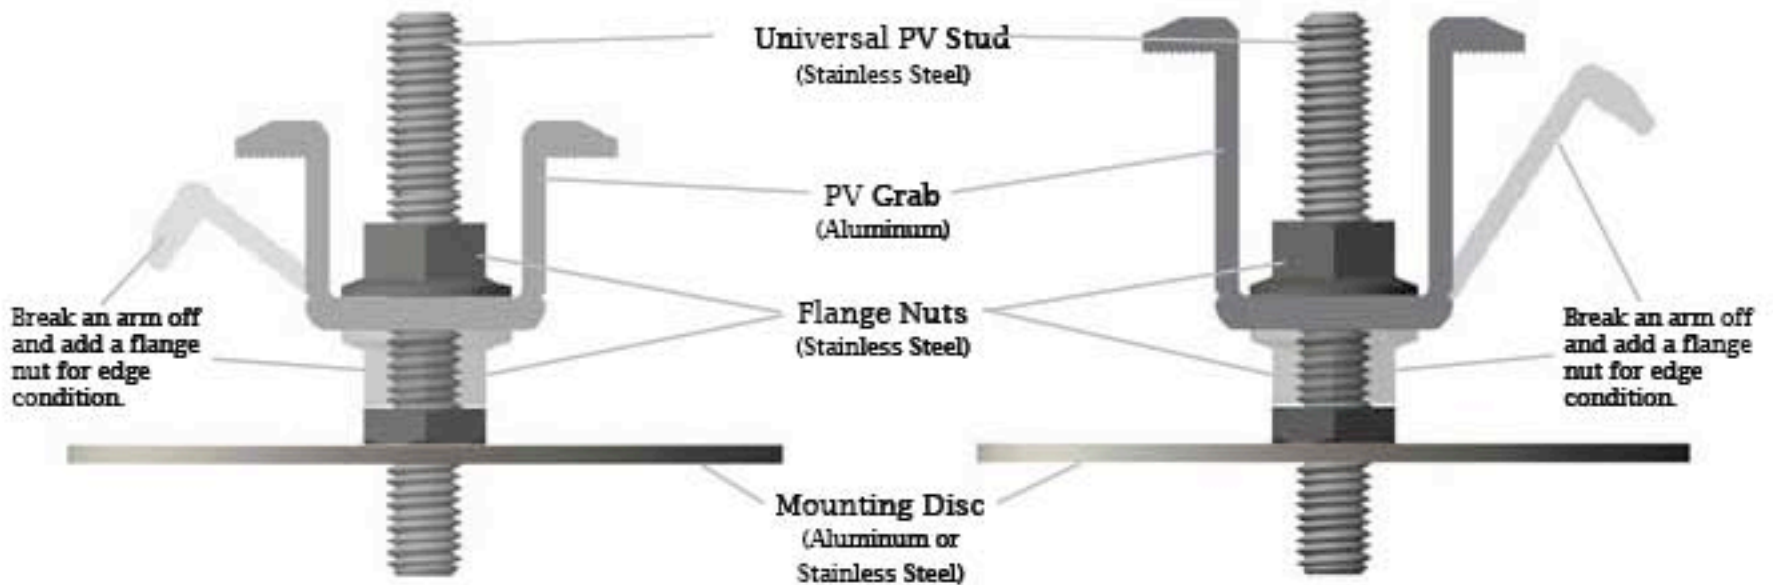 Universal PV Stud
(Stainless Steel)
PV Grab
(Aluminum)
Flange Nuts
(Stainless Steel)
Break an arm off
and add a flange
nut for edge
condition.
Break an arm off
and add a flange
nut for edge
condition.
Mounting Disc
(Aluminum or
Stainless Steel)